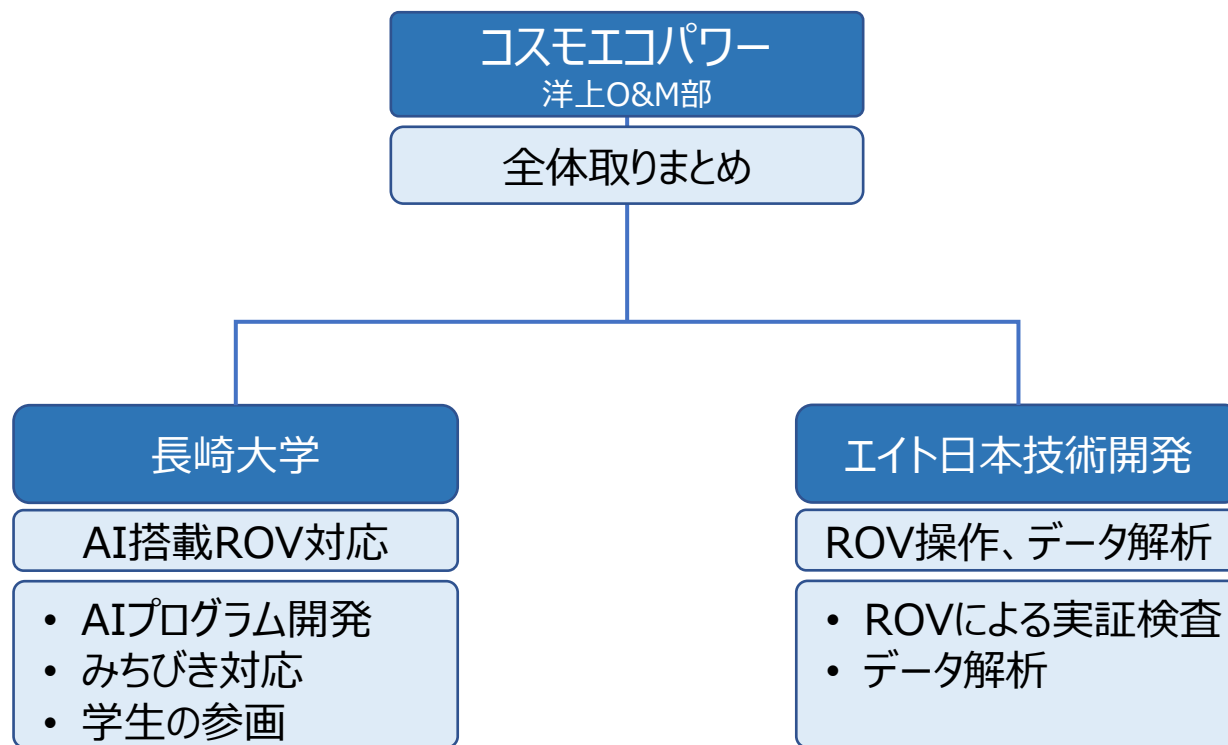 コスモエコパワー
洋上O&M部
全体取りまとめ
長崎大学
AI搭載ROV対応
• AIプログラム開発
• みちびき対応
• 学生の参画
エイト日本技術開発
ROV操作、データ解析
• ROVによる実証検査
• データ解析